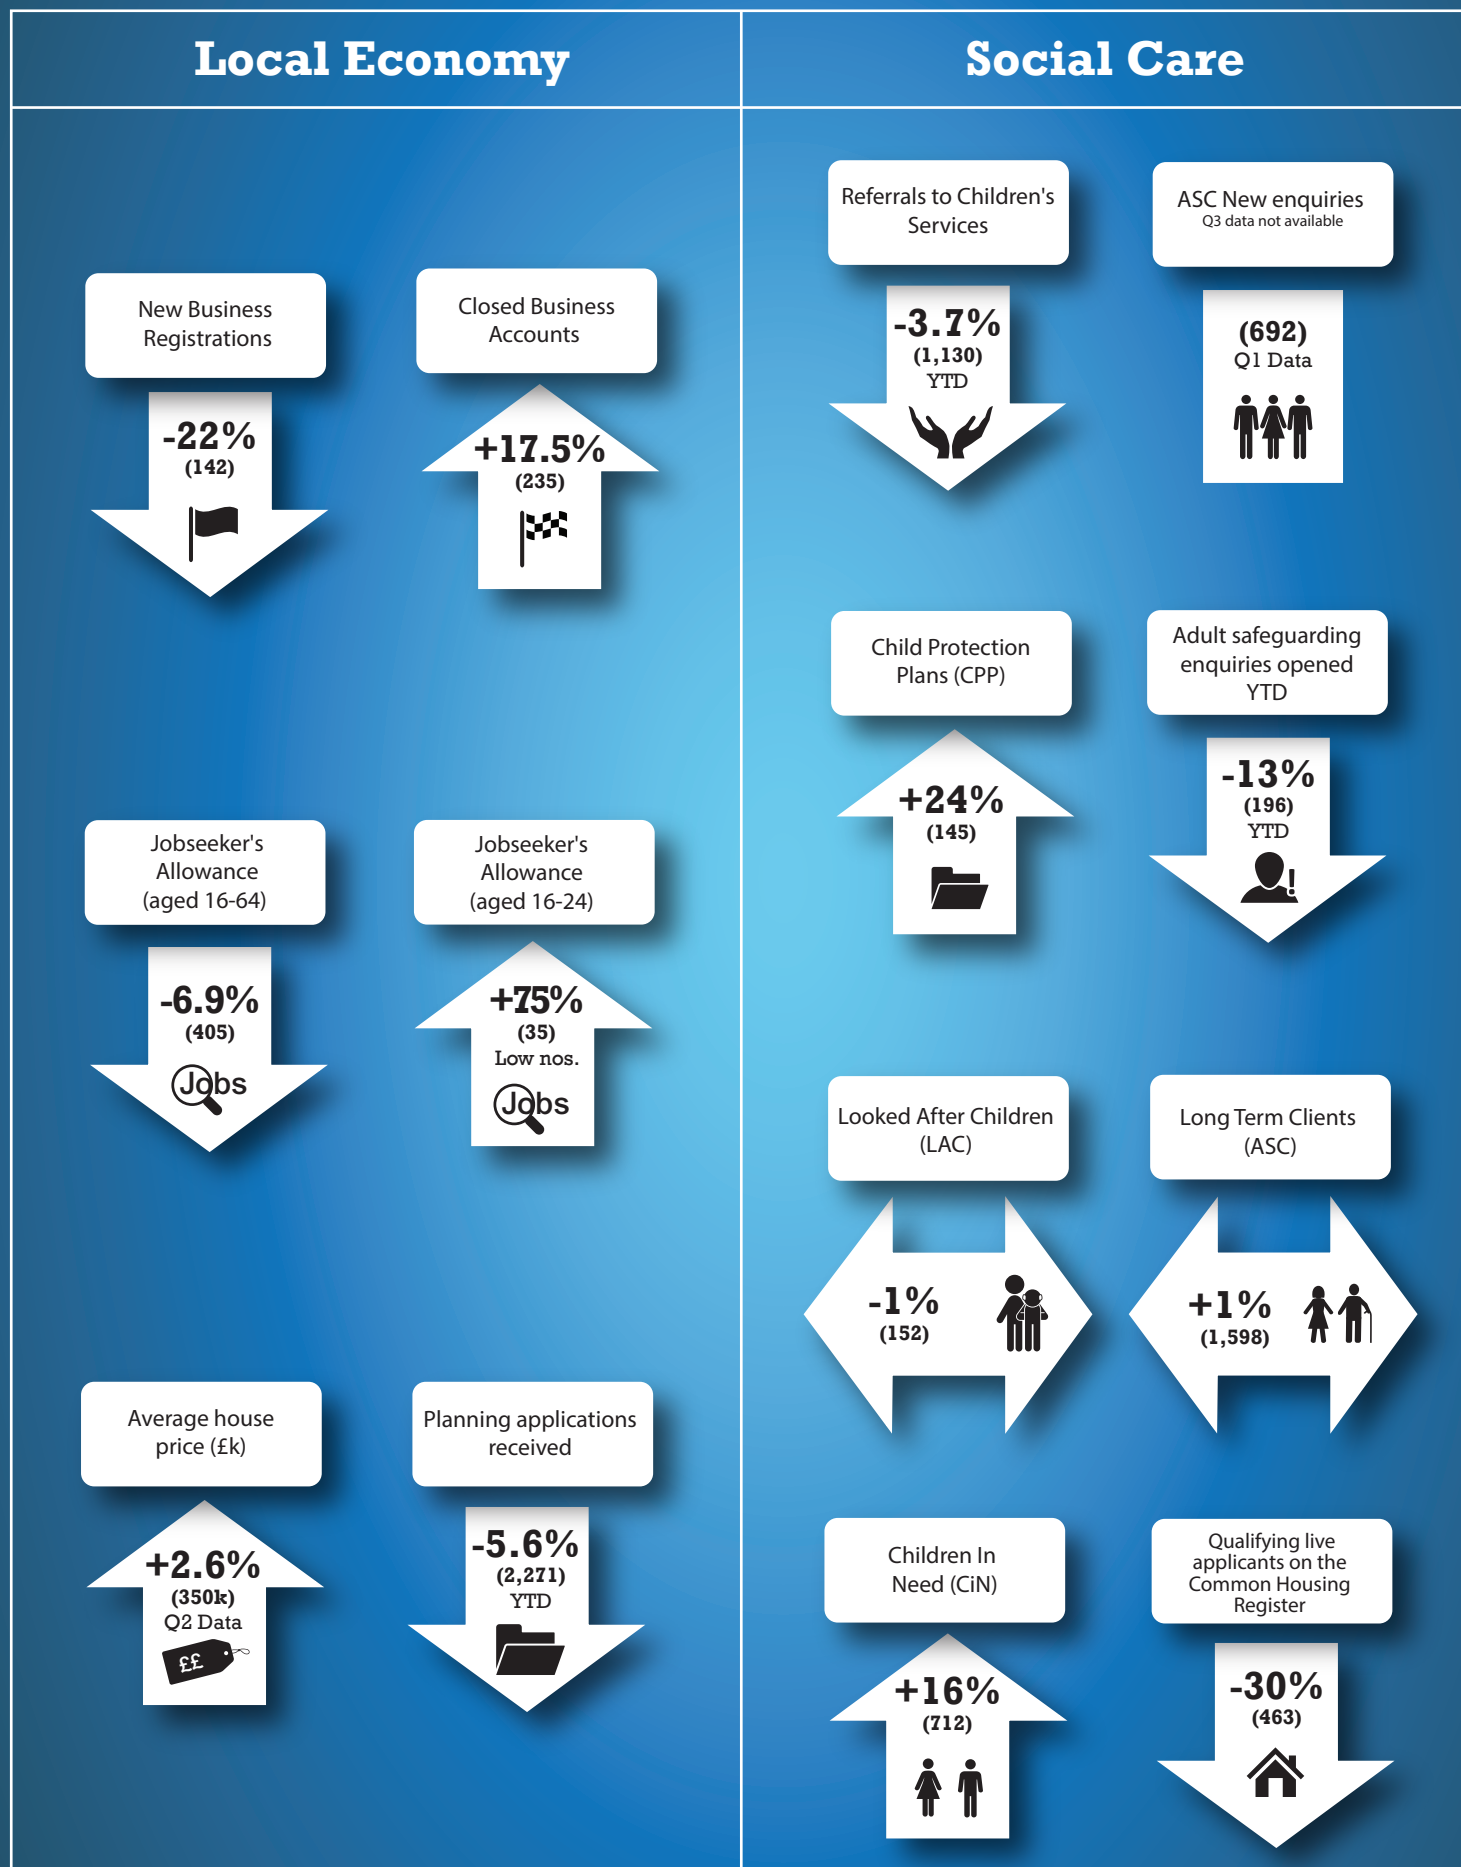 Local Economy
New Business
Registrations
-22%
(142)
Closed Business
Accounts
+17.5%
(235)
Jobseeker's
Allowance
(aged 16-64)
-6.9%
(405)
Jobs
Jobseeker's
Allowance
(aged 16-24)
+75%
(35)
Low nos.
Jobs
Average house
price (£k)
+2.6%
(350k)
Q2 Data
££
Planning applications
received
-5.6%
(2,271)
YTD
Social Care
Referrals to Children's
Services
-3.7%
(1,130)
YTD
ASC New enquiries
Q3 data not available
(692)
Q1 Data
Child Protection
Plans (CPP)
+24%
(145)
Adult safeguarding
enquiries opened
YTD
-13%
(196)
YTD
!
Looked After Children
(LAC)
-1%
(152)
Long Term Clients
(ASC)
+1%
(1,598)
Children In
Need (CiN)
+16%
(712)
Qualifying live
applicants on the
Common Housing
Register
-30%
(463)